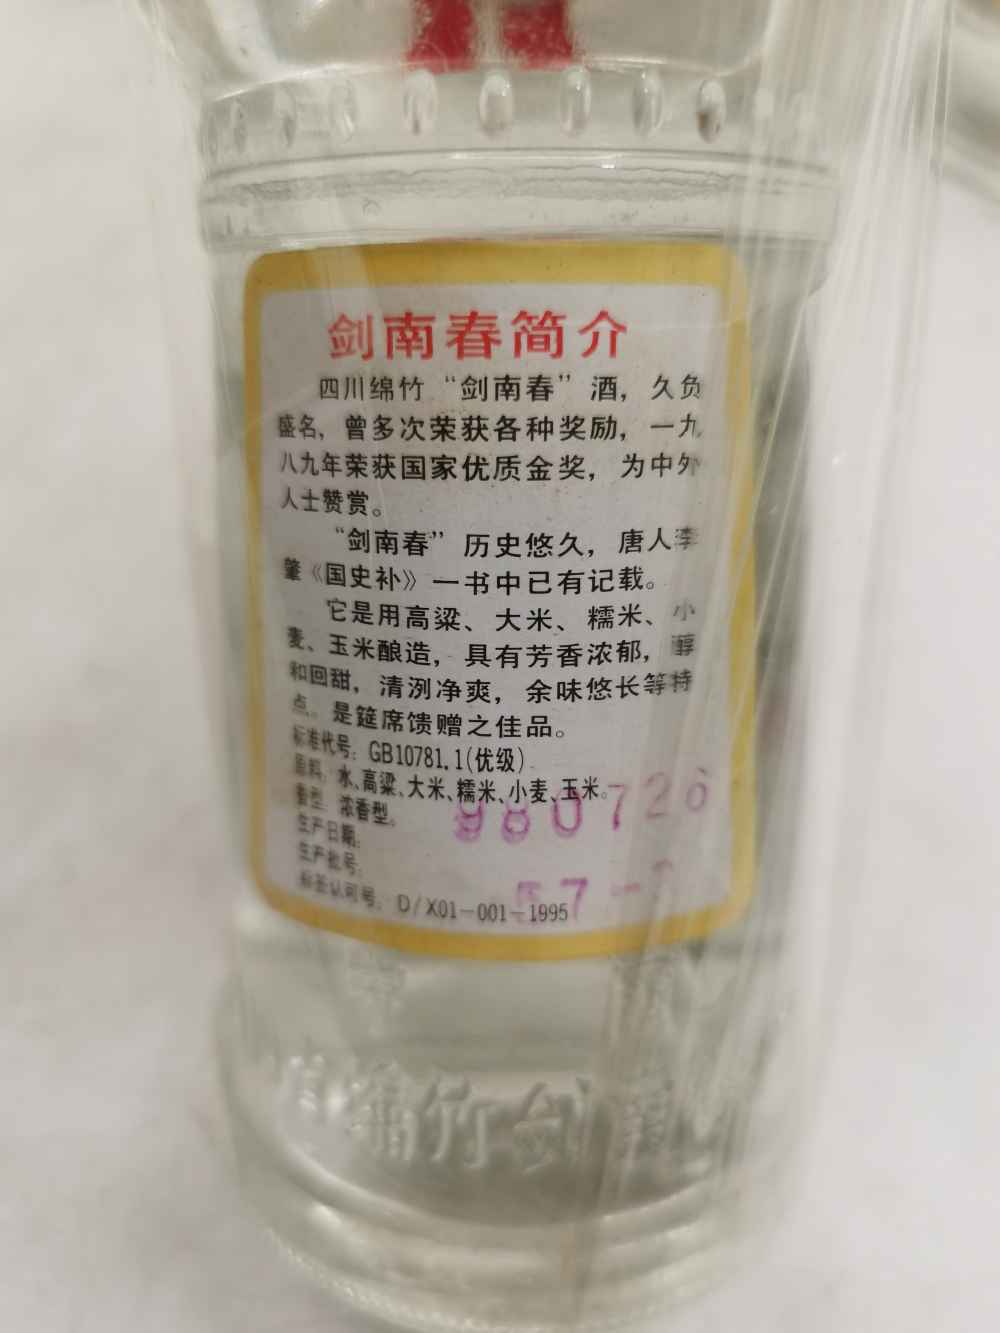 剑南春简介
四川绵竹“剑南春”酒，久负
盛名，曾多次荣获各种奖励，一九
八九年荣获国家优质金奖，为中外
人士赞赏。
“剑南春”历史悠久，唐人李
肇《国史补》一书中已有记载。
它是用高粱、大米、糯米、小
麦、玉米酿造，具有芳香浓郁，醇
和回甜，清洌净爽，余味悠长等特
点。是筵席馈赠之佳品。
标准代号：GB10781.1(优级)
原料：水、高粱、大米、糯米、小麦、玉米。
香型：浓香型。
980726
生产日期：
生产批号：
57-
标签认可号：D/X01-001-1995
绵竹剑